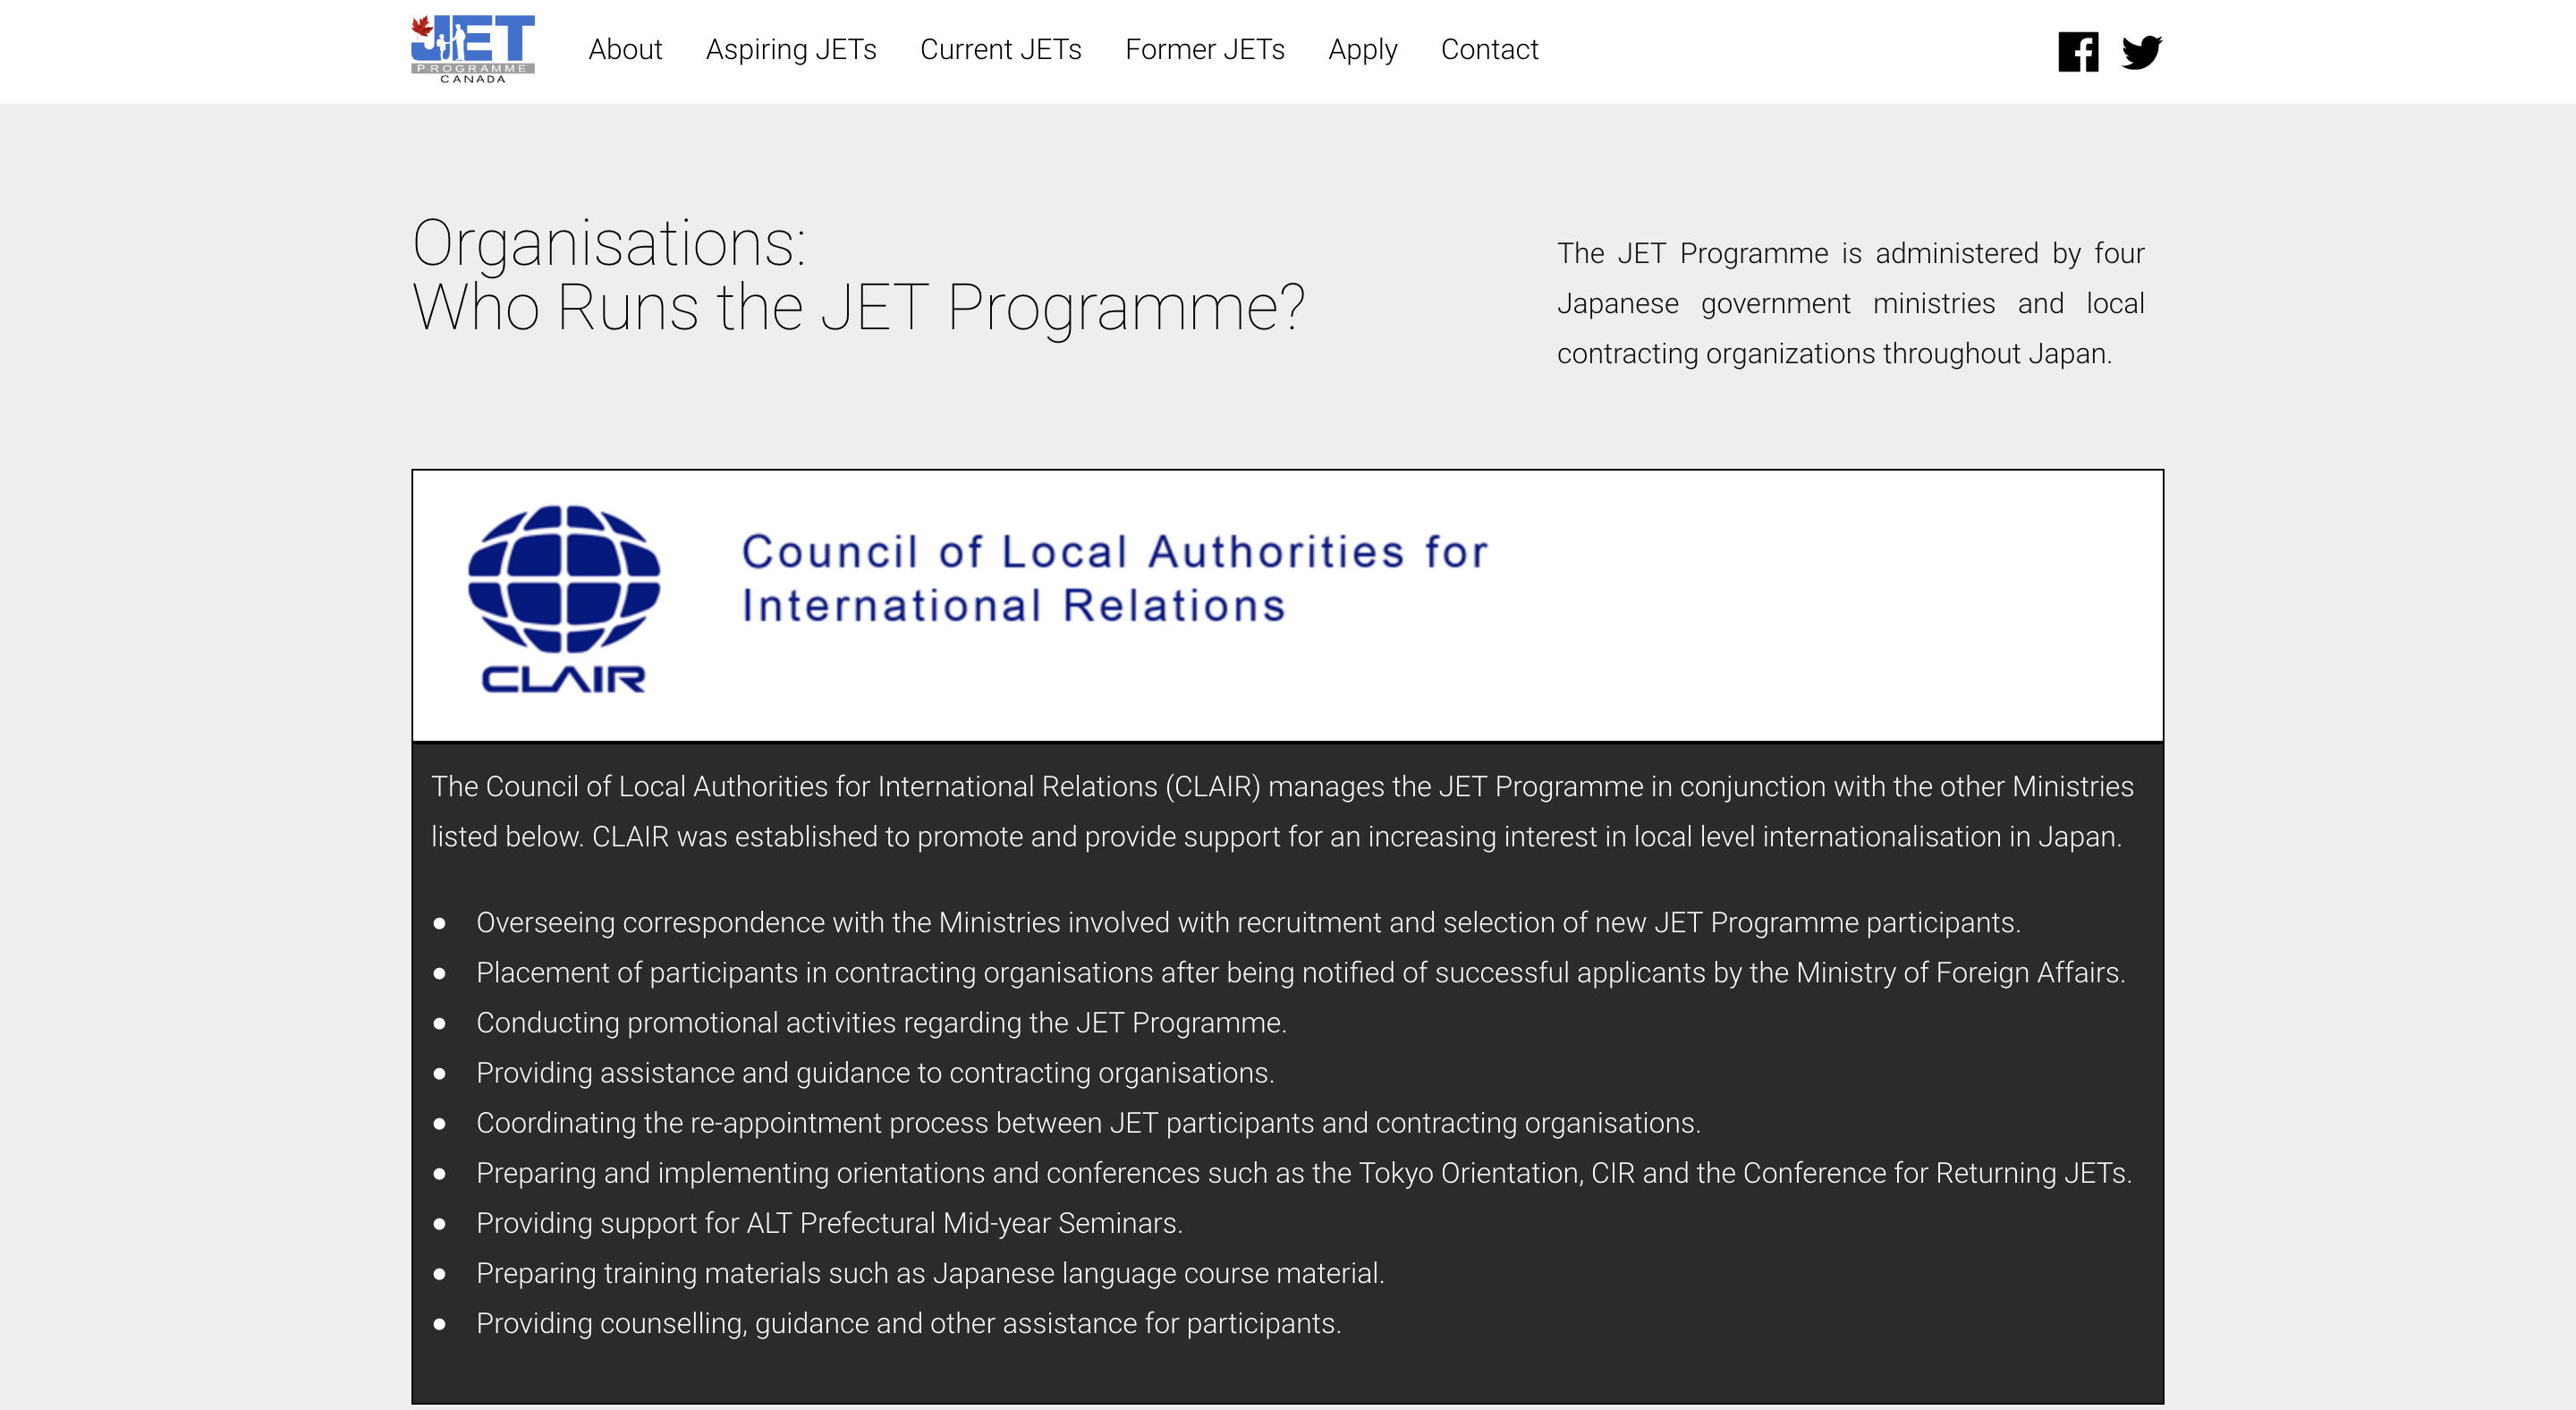 JET
PROGRAMME
CANADA
About Aspiring JETs Current JETs Former JETs Apply Contact
Organisations:
Who Runs the JET Programme?
The JET Programme is administered by four
Japanese government ministries and local
contracting organizations throughout Japan.
CLAIR
Council of Local Authorities for
International Relations
The Council of Local Authorities for International Relations (CLAIR) manages the JET Programme in conjunction with the other Ministries
listed below. CLAIR was established to promote and provide support for an increasing interest in local level internationalisation in Japan.
● Overseeing correspondence with the Ministries involved with recruitment and selection of new JET Programme participants.
● Placement of participants in contracting organisations after being notified of successful applicants by the Ministry of Foreign Affairs.
● Conducting promotional activities regarding the JET Programme.
● Providing assistance and guidance to contracting organisations.
● Coordinating the re-appointment process between JET participants and contracting organisations.
● Preparing and implementing orientations and conferences such as the Tokyo Orientation, CIR and the Conference for Returning JETs.
● Providing support for ALT Prefectural Mid-year Seminars.
● Preparing training materials such as Japanese language course material.
● Providing counselling, guidance and other assistance for participants.